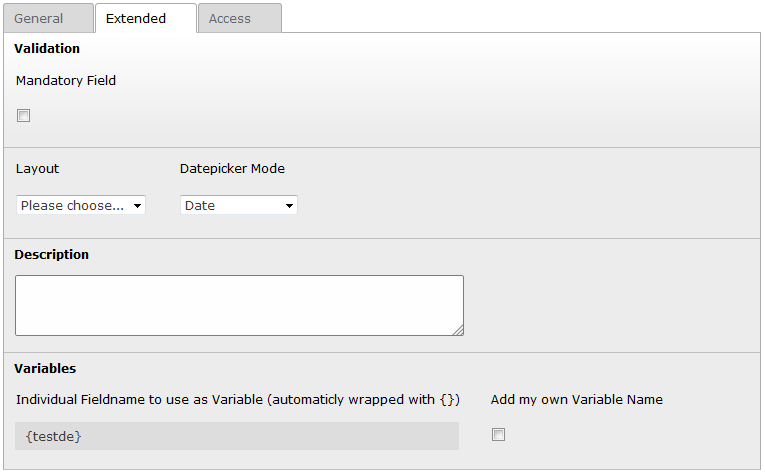 General Extended Access
Validation
Mandatory Field
Layout Datepicker Mode
Please choose... Date
Description
Variables
Individual Fieldname to use as Variable (automaticly wrapped with {}) Add my own Variable Name
{testde}